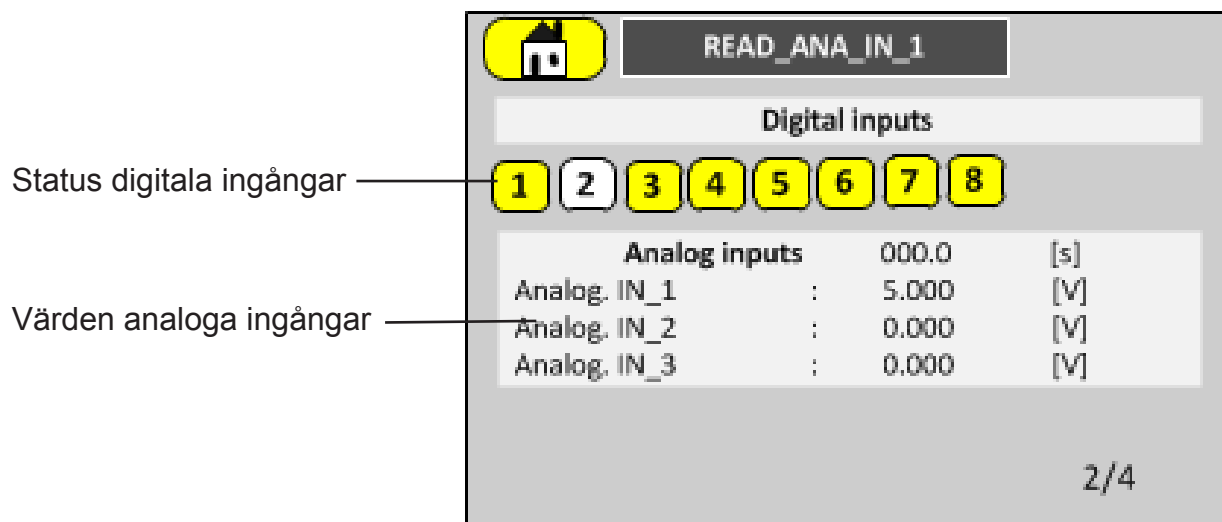 READ_ANA_IN_1
Digital inputs
Status digitala ingångar
1 2 3 4 5 6 7 8
Analog inputs 000.0 [s]
Analog. IN_1 : 5.000 [V]
Värden analoga ingångar
Analog. IN_2 : 0.000 [V]
Analog. IN_3 : 0.000 [V]
2/4